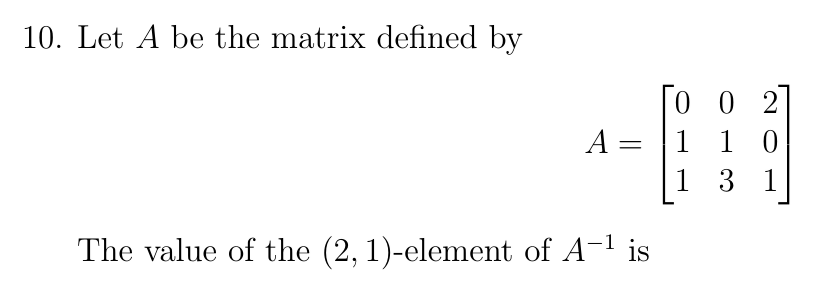 10. Let A be the matrix defined by
A = [0 0 2
1 1 0
1 3 1]
The value of the (2, 1)-element of A⁻¹ is